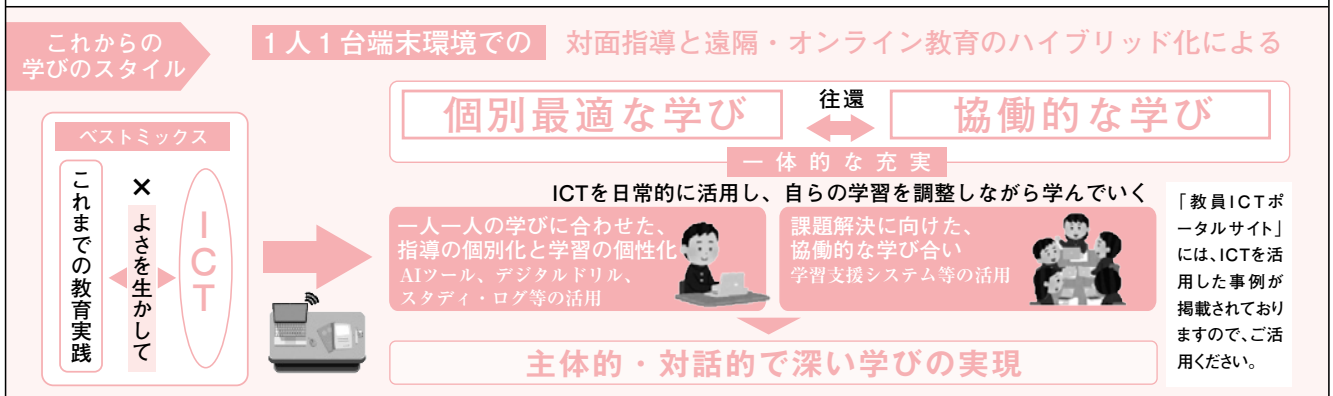 これからの
学びのスタイル
1人1台端末環境での 対面指導と遠隔・オンライン教育のハイブリッド化による
個別最適な学び
往還
協働的な学び
一体的な充実
ベストミックス
これまでの教育実践
×
よさを生かして
ICT
ICTを日常的に活用し、自らの学習を調整しながら学んでいく
一人一人の学びに合わせた、
指導の個別化と学習の個性化
AIツール、デジタルドリル、
スタディ・ログ等の活用
課題解決に向けた、
協働的な学び合い
学習支援システム等の活用
主体的・対話的で深い学びの実現
「教員ICTポ
ータルサイト」
には、ICTを活
用した事例が
掲載されており
ますので、ご活
用ください。